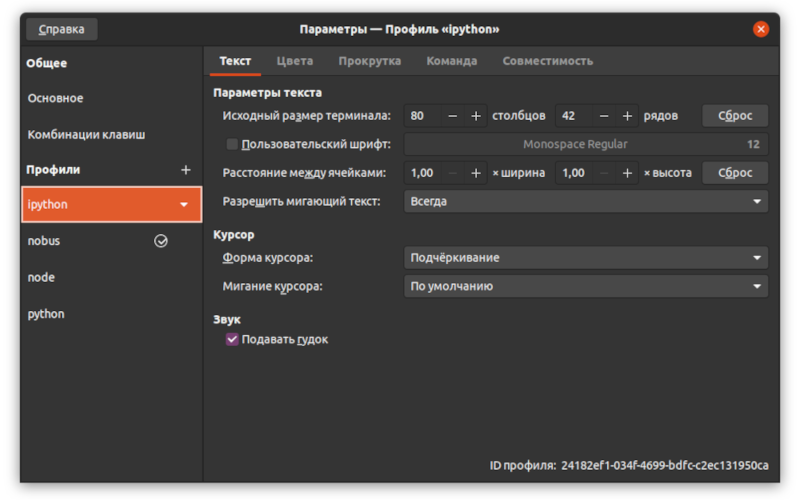 Справка
Параметры — Профиль «ipython»
Общее
Основное
Комбинации клавиш
Профили
ipython
nobus
node
python
Текст Цвета Прокрутка Команда Совместимость
Параметры текста
Исходный размер терминала: 80 столбцов 42 рядов Сброс
Пользовательский шрифт: Monospace Regular 12
Расстояние между ячейками: 1,00 × ширина 1,00 × высота Сброс
Разрешить мигающий текст: Всегда
Курсор
Форма курсора: Подчёркивание
Мигание курсора: По умолчанию
Звук
Подавать гудок
ID профиля: 24182ef1-034f-4699-bdfc-c2ec131950ca